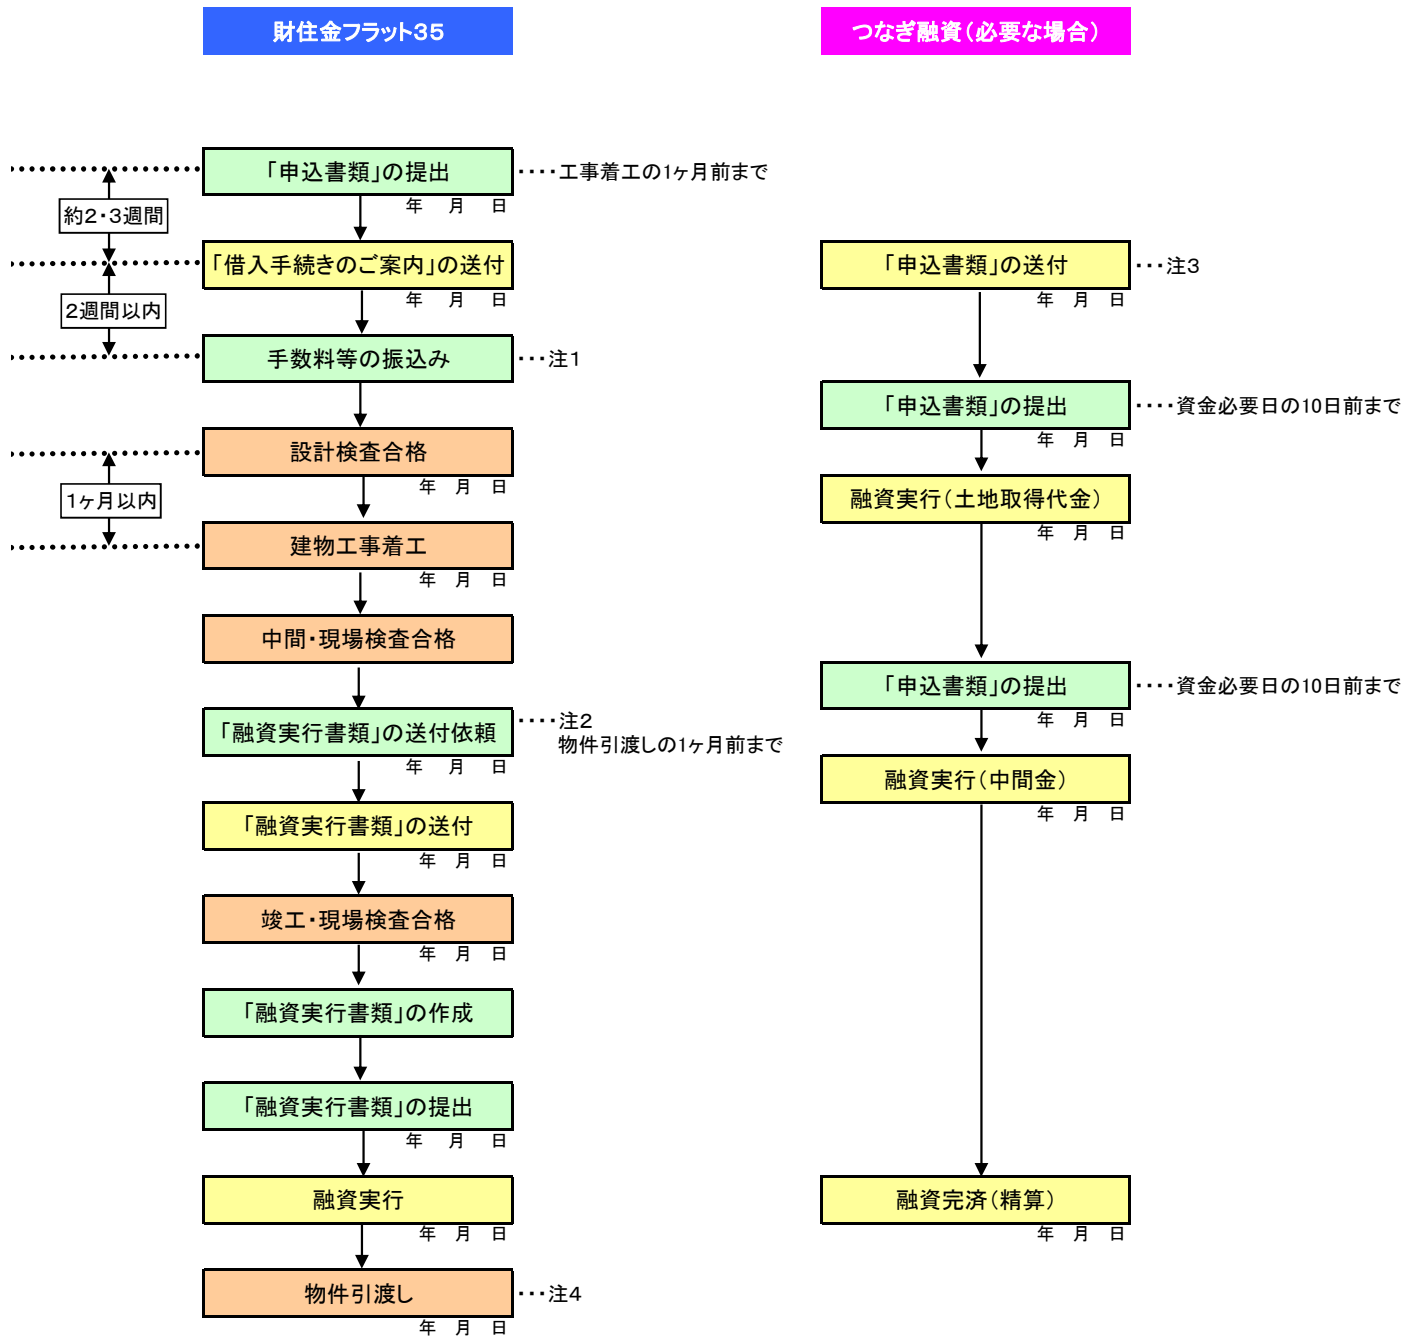 財住金フラット35
つなぎ融資(必要な場合)
「申込書類」の提出
････工事着工の1ヶ月前まで
年 月 日
約2・3週間
「借入手続きのご案内」の送付
年 月 日
「申込書類」の送付
･･･注3
年 月 日
2週間以内
手数料等の振込み
･･･注1
「申込書類」の提出
････資金必要日の10日前まで
年 月 日
設計検査合格
年 月 日
1ヶ月以内
融資実行(土地取得代金)
年 月 日
建物工事着工
年 月 日
中間・現場検査合格
「申込書類」の提出
････資金必要日の10日前まで
年 月 日
「融資実行書類」の送付依頼
････注2
物件引渡しの1ヶ月前まで
年 月 日
融資実行(中間金)
年 月 日
「融資実行書類」の送付
年 月 日
竣工・現場検査合格
年 月 日
「融資実行書類」の作成
「融資実行書類」の提出
年 月 日
融資実行
年 月 日
融資完済(精算)
年 月 日
物件引渡し
･･･注4
年 月 日